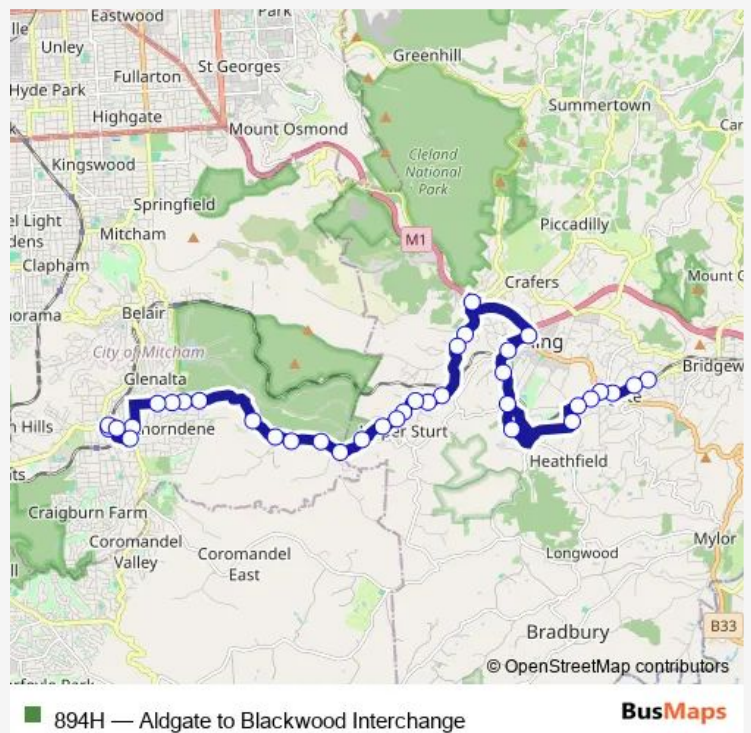 Eastwood
Park
Unley
Fullarton
St Georges
Greenhill
Hyde Park
Highgate
Mount Osmond
Summertown
Kingswood
Cleland
National
Park
Springfield
Mitcham
M1
Piccadilly
Clapham
Crafers
Belair
City of Mitcham
Glenalta
Heathfield
Craigburn Farm
Coromandel
Valley
Coromandel
East
Longwood
Mylor
Bradbury
B33
© OpenStreetMap contributors
894H — Aldgate to Blackwood Interchange
BusMaps